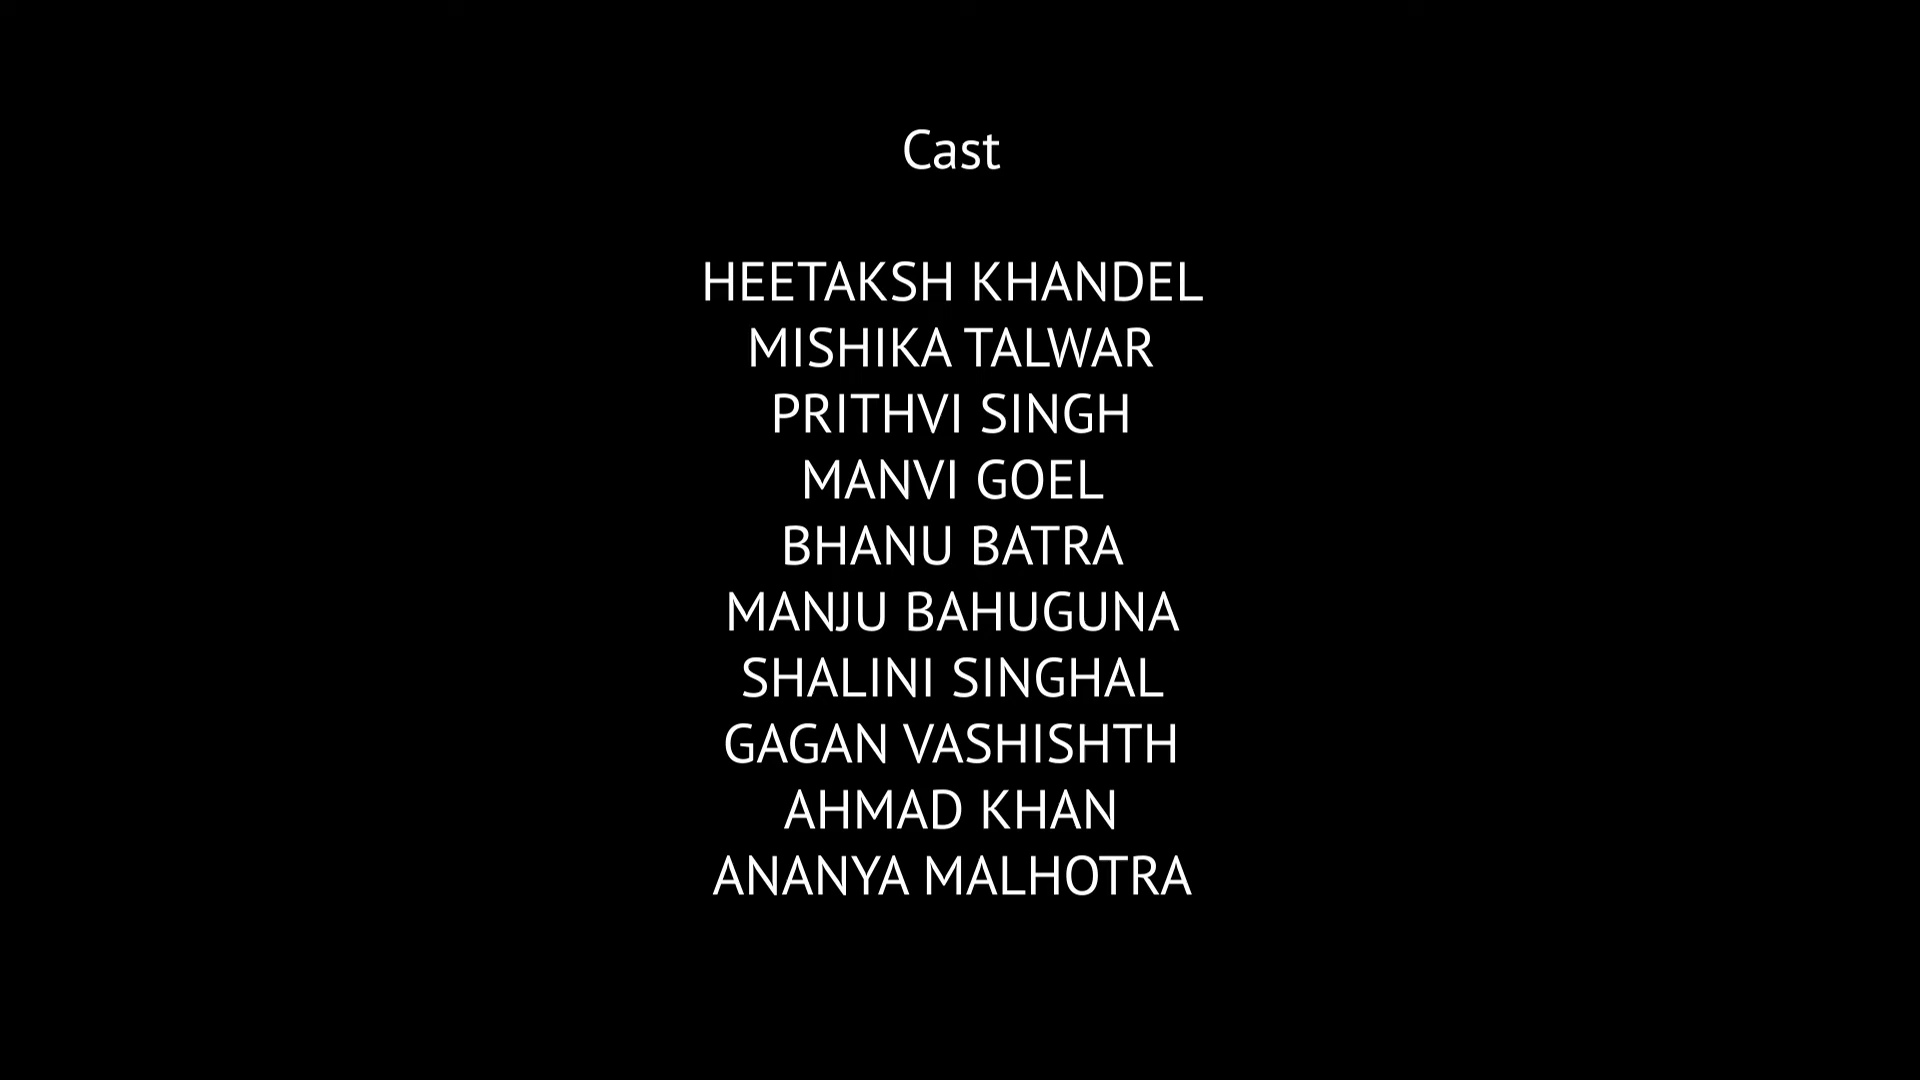 Cast
HEETAKSH KHANDEL
MISHIKA TALWAR
PRITHVI SINGH
MANVI GOEL
BHANU BATRA
MANJU BAHUGUNA
SHALINI SINGHAL
GAGAN VASHISHTH
AHMAD KHAN
ANANYA MALHOTRA